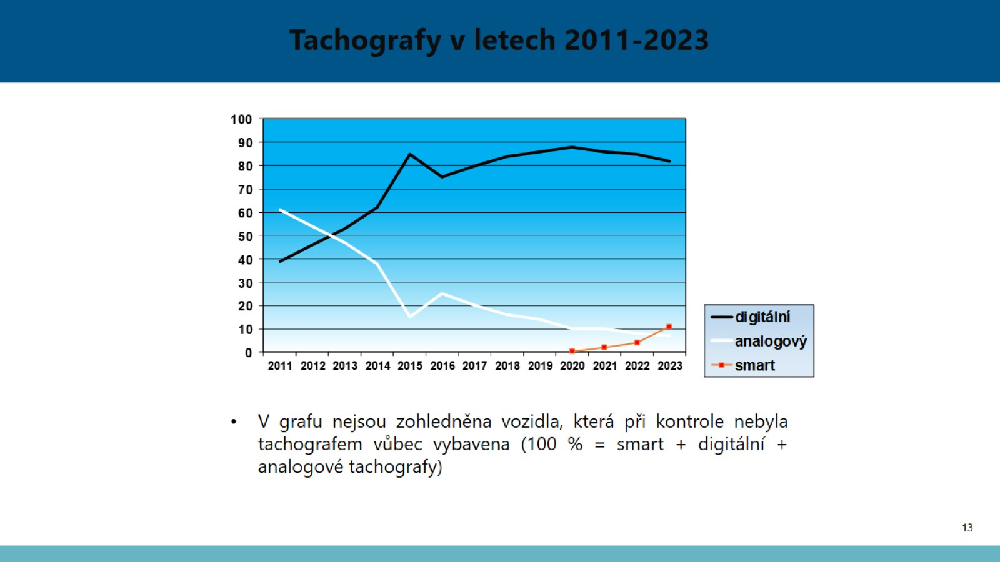 Tachografy v letech 2011-2023
100
90
80
70
60
50
40
30
20
10
0
2011 2012 2013 2014 2015 2016 2017 2018 2019 2020 2021 2022 2023
digitální
analogový
smart
• V grafu nejsou zohledněna vozidla, která při kontrole nebyla
tachografem vůbec vybavena (100 % = smart + digitální +
analogové tachografy)
13